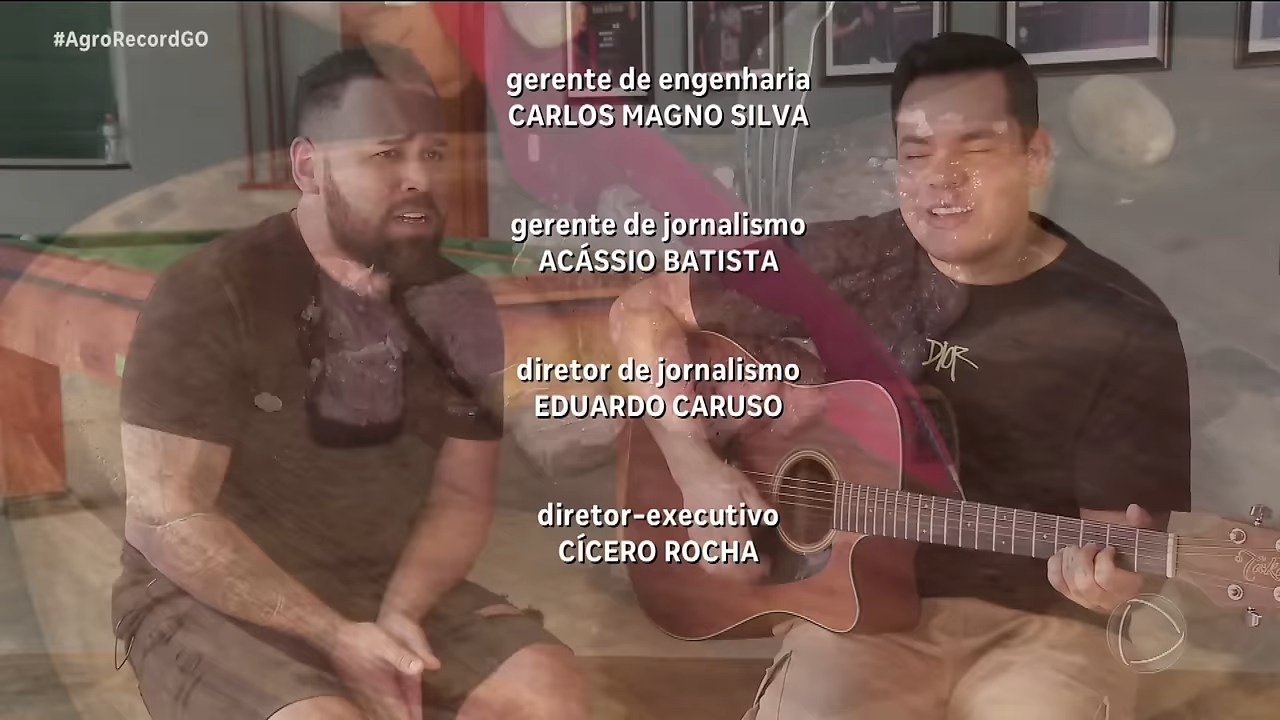 #AgroRecordGO
gerente de engenharia
CARLOS MAGNO SILVA
gerente de jornalismo
ACÁSSIO BATISTA
diretor de jornalismo
EDUARDO CARUSO
diretor-executivo
CÍCERO ROCHA
DIOR